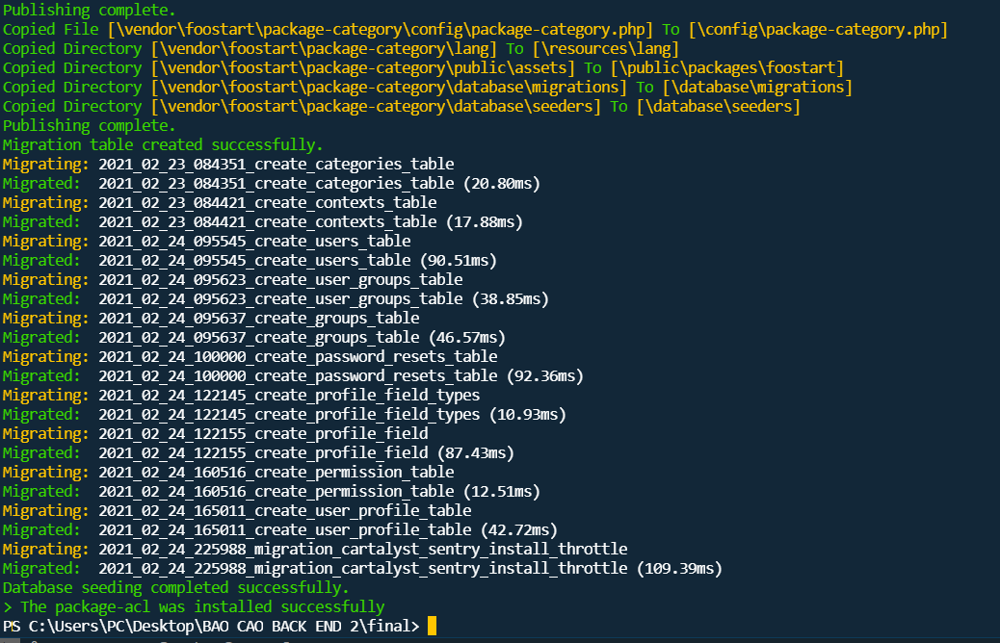 Publishing complete.
Copied File [\vendor\foostart\package-category\config\package-category.php] To [\config\package-category.php]
Copied Directory [\vendor\foostart\package-category\lang] To [\resources\lang]
Copied Directory [\vendor\foostart\package-category\public\assets] To [\public\packages\foostart]
Copied Directory [\vendor\foostart\package-category\database\migrations] To [\database\migrations]
Copied Directory [\vendor\foostart\package-category\database\seeders] To [\database\seeders]
Publishing complete.
Migration table created successfully.
Migrating: 2021_02_23_084351_create_categories_table
Migrated:  2021_02_23_084351_create_categories_table (20.80ms)
Migrating: 2021_02_23_084421_create_contexts_table
Migrated:  2021_02_23_084421_create_contexts_table (17.88ms)
Migrating: 2021_02_24_095545_create_users_table
Migrated:  2021_02_24_095545_create_users_table (90.51ms)
Migrating: 2021_02_24_095623_create_user_groups_table
Migrated:  2021_02_24_095623_create_user_groups_table (38.85ms)
Migrating: 2021_02_24_095637_create_groups_table
Migrated:  2021_02_24_095637_create_groups_table (46.57ms)
Migrating: 2021_02_24_100000_create_password_resets_table
Migrated:  2021_02_24_100000_create_password_resets_table (92.36ms)
Migrating: 2021_02_24_122145_create_profile_field_types
Migrated:  2021_02_24_122145_create_profile_field_types (10.93ms)
Migrating: 2021_02_24_122155_create_profile_field
Migrated:  2021_02_24_122155_create_profile_field (87.43ms)
Migrating: 2021_02_24_160516_create_permission_table
Migrated:  2021_02_24_160516_create_permission_table (12.51ms)
Migrating: 2021_02_24_165011_create_user_profile_table
Migrated:  2021_02_24_165011_create_user_profile_table (42.72ms)
Migrating: 2021_02_24_225988_migration_cartalyst_sentry_install_throttle
Migrated:  2021_02_24_225988_migration_cartalyst_sentry_install_throttle (109.39ms)
Database seeding completed successfully.
> The package-acl was installed successfully
PS C:\Users\PC\Desktop\BAO CAO BACK END 2\final>